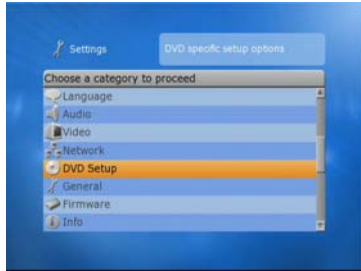 Settings
DVD specific setup options
Choose a category to proceed
Language
Audio
Video
Network
DVD Setup
General
Firmware
Info